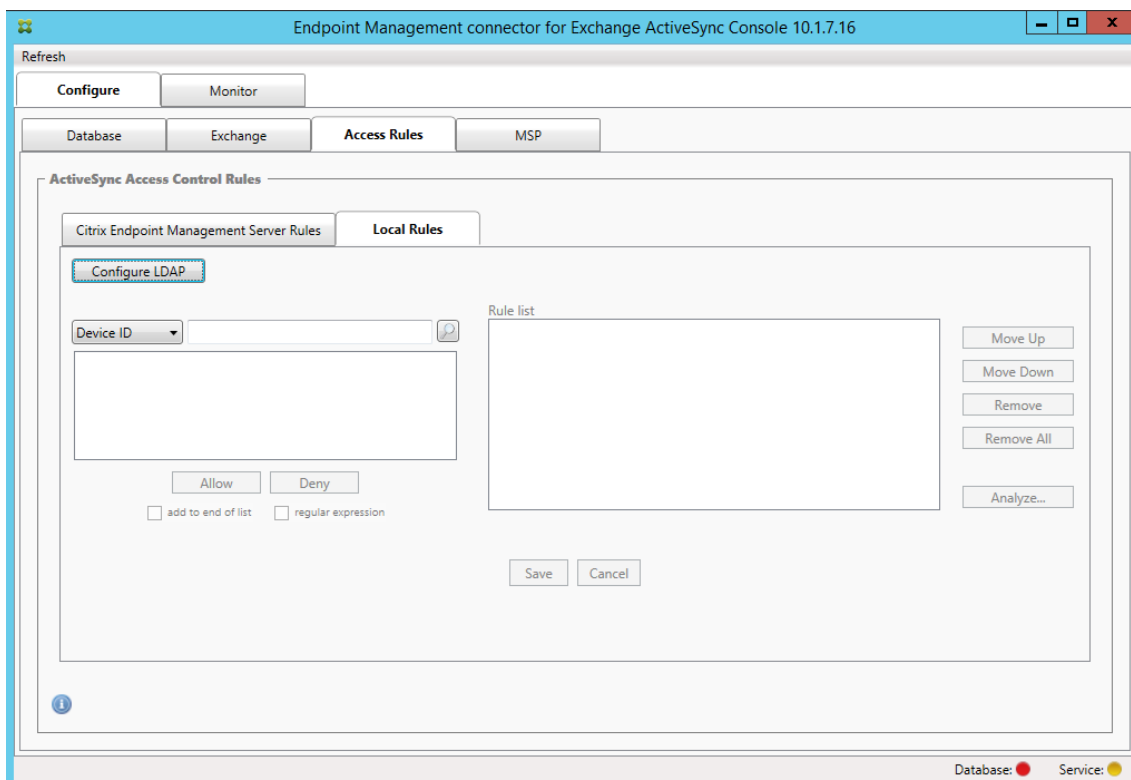 Endpoint Management connector for Exchange ActiveSync Console 10.1.7.16
Refresh
Configure Monitor
Database Exchange Access Rules MSP
ActiveSync Access Control Rules
Citrix Endpoint Management Server Rules Local Rules
Configure LDAP
Rule list
Device ID
Move Up
Move Down
Remove
Remove All
Allow Deny
Analyze...
add to end of list regular expression
Save Cancel
Database: Service: